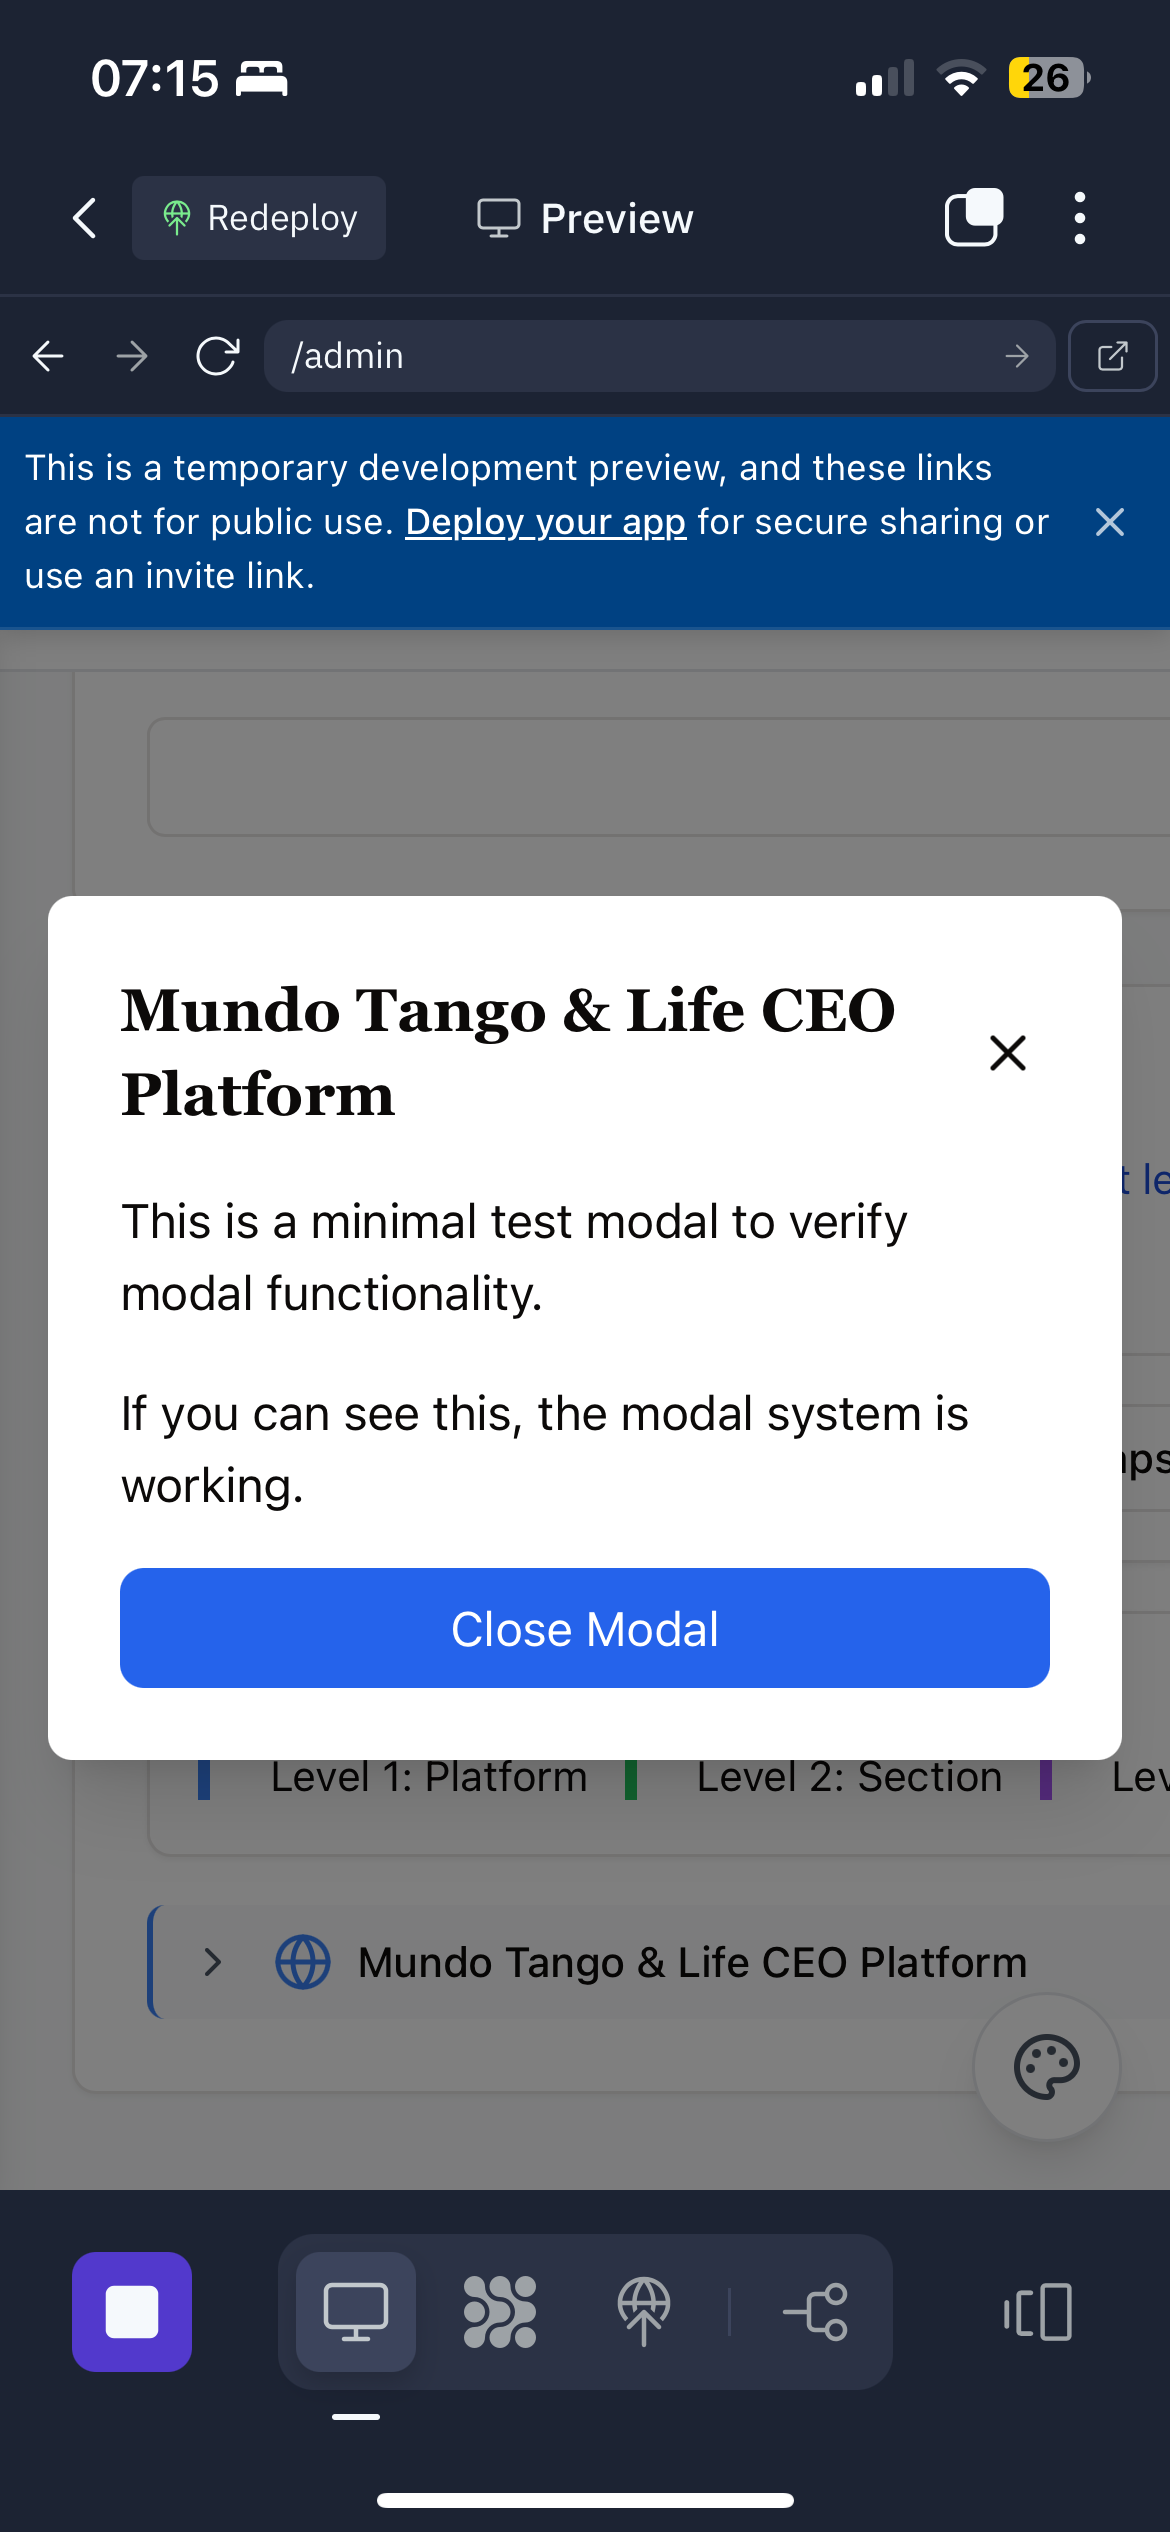 07:15
26
Redeploy
Preview
/admin
This is a temporary development preview, and these links
are not for public use. Deploy your app for secure sharing or
use an invite link.
Mundo Tango & Life CEO
Platform
t le
This is a minimal test modal to verify
modal functionality.
If you can see this, the modal system is
working.
ps
Close Modal
Level 1: Platform
Level 2: Section
Lev
Mundo Tango & Life CEO Platform